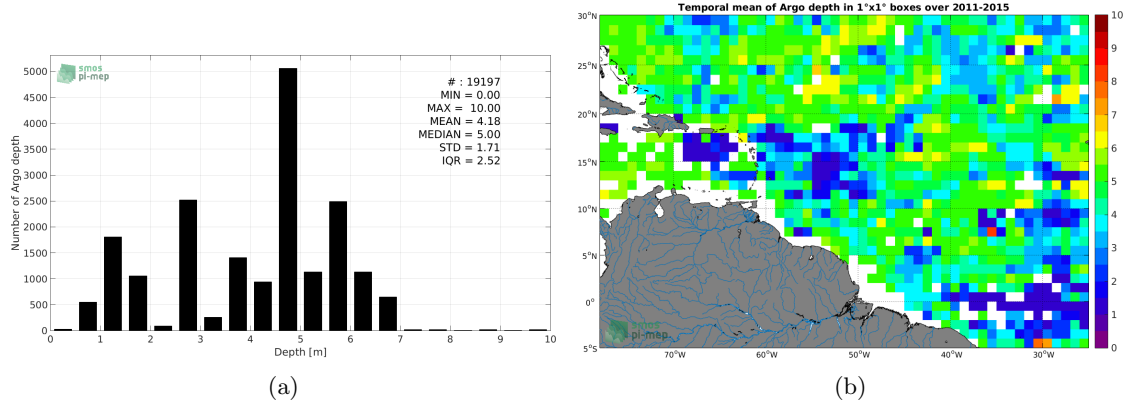 smos
pi-mep
# : 19197
MIN = 0.00
MAX = 10.00
MEAN = 4.18
MEDIAN = 5.00
STD = 1.71
IQR = 2.52
Number of Argo depth
5000
4500
4000
3500
3000
2500
2000
1500
1000
500
0
0 1 2 3 4 5 6 7 8 9 10
Depth [m]
(a)
Temporal mean of Argo depth in 1°x1° boxes over 2011-2015
30°N
25°N
20°N
15°N
10°N
5°N
0°
5°S
70°W 60°W 50°W 40°W 30°W
smos
pi-mep
10
9
8
7
6
5
4
3
2
1
0
(b)